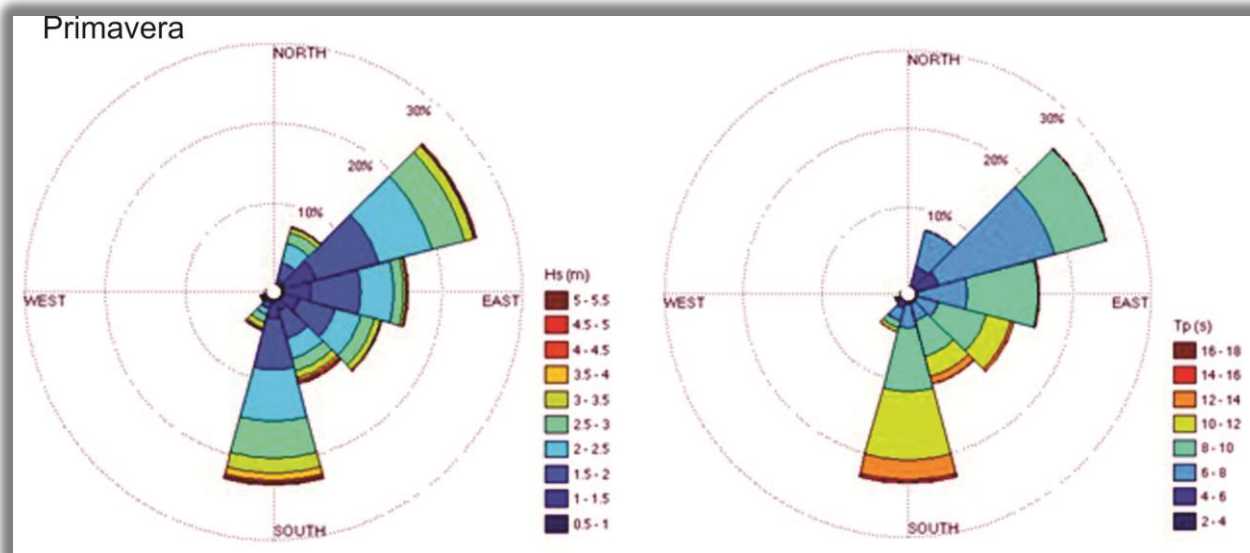 Primavera
NORTH
30%
20%
10%
WEST
EAST
SOUTH
Hs (m)
5 - 5.5
4.5 - 5
4 - 4.5
3.5 - 4
3 - 3.5
2.5 - 3
2 - 2.5
1.5 - 2
1 - 1.5
0.5 - 1
NORTH
30%
20%
10%
WEST
EAST
SOUTH
Tp (s)
16 - 18
14 - 16
12 - 14
10 - 12
8 - 10
6 - 8
4 - 6
2 - 4